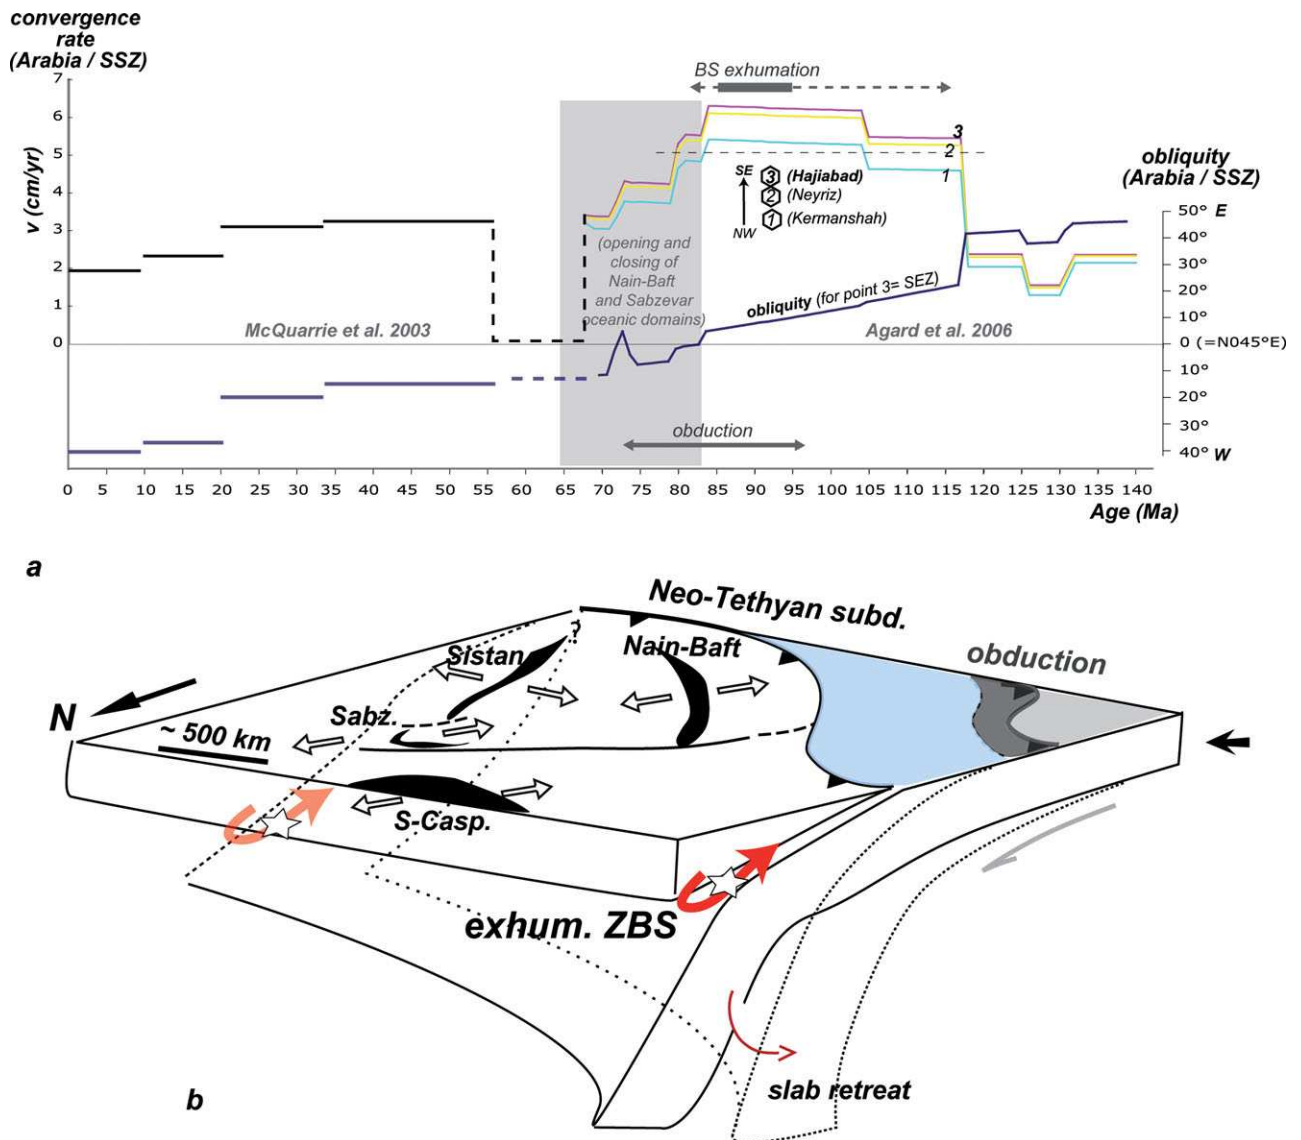 convergence
rate
(Arabia / SSZ)
BS exhumation
7
6
5
4
3
2
1
0
v (cm/yr)
3
2
1
SE
NW
3 (Hajiabad)
2 (Neyriz)
1 (Kermanshah)
obliquity
(Arabia / SSZ)
50° E
40°
30°
20°
10°
0 (=N045°E)
10°
20°
30°
40° W
(opening and
closing of
Nain-Baft
and Sabzevar
oceanic domains)
obliquity (for point 3= SEZ)
McQuarrie et al. 2003
Agard et al. 2006
obduction
0 5 10 15 20 25 30 35 40 45 50 55 60 65 70 75 80 85 90 95 100 105 110 115 120 125 130 135 140
Age (Ma)
a
Neo-Tethyan subd.
?
Sistan
Nain-Baft
obduction
N
Sabz.
~ 500 km
S-Casp.
exhum. ZBS
slab retreat
b